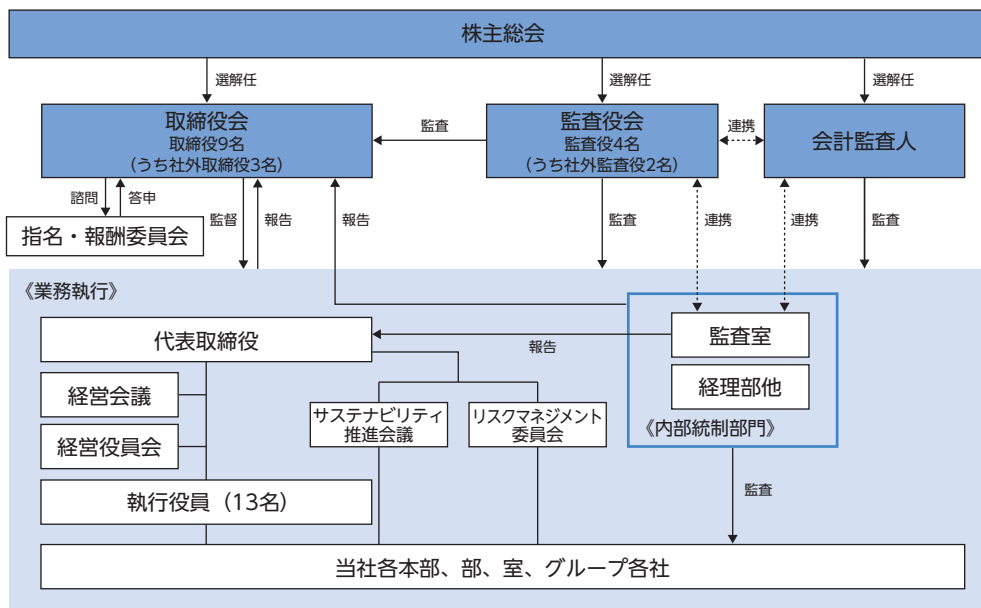 株主総会
選解任
選解任
選解任
取締役会
取締役9名
(うち社外取締役3名)
監査
監査役会
監査役4名
(うち社外監査役2名)
連携
会計監査人
諮問
答申
監督
報告
報告
監査
連携
連携
監査
指名・報酬委員会
《業務執行》
代表取締役
報告
監査室
経理部他
《内部統制部門》
経営会議
経営役員会
サステナビリティ
推進会議
リスクマネジメント
委員会
執行役員（13名）
監査
当社各本部、部、室、グループ各社